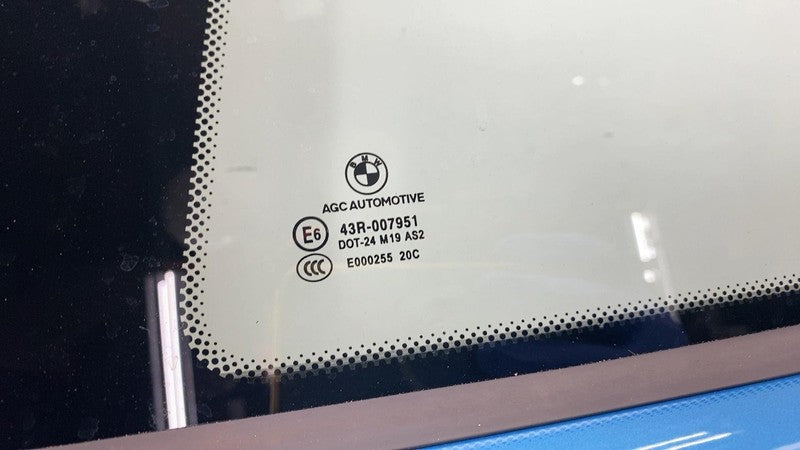 BMW
AGC AUTOMOTIVE
E6 43R-007951
DOT-24 M19 AS2
CCC E000255 20C